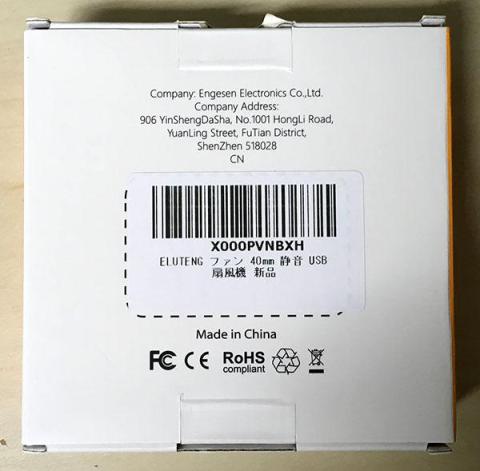 Company: Engesen Electronics Co.,Ltd.
Company Address:
906 YinShengDaSha, No.1001 HongLi Road,
YuanLing Street, FuTian District,
ShenZhen 518028
CN
X000PVNBXH
ELUTENG ファン 40mm 静音 USB
扇風機 新品
Made in China
FC CE RoHS
compliant